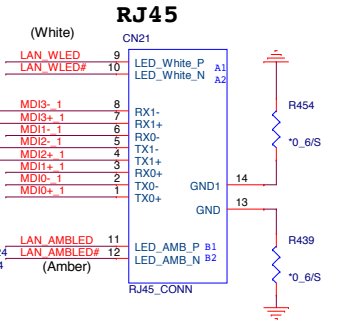 RJ45
(White)
CN21
LAN_WLED 9 LED_White_P A1
LAN_WLED# 10 LED_White_N A2
MDI3-_1 8 RX1-
MDI3+_1 7 RX1+
MDI1-_1 6 RX0-
MDI2-_1 5 TX1-
MDI2+_1 4 TX1+
MDI1+_1 3 RX0+
MDI0-_1 2 TX0-
MDI0+_1 1 TX0+
GND1 14
GND 13
R454
*0_6/S
LAN_AMBLED 11 LED_AMB_P B1
LAN_AMBLED# 12 LED_AMB_N B2
(Amber)
R439
*0_6/S
RJ45_CONN